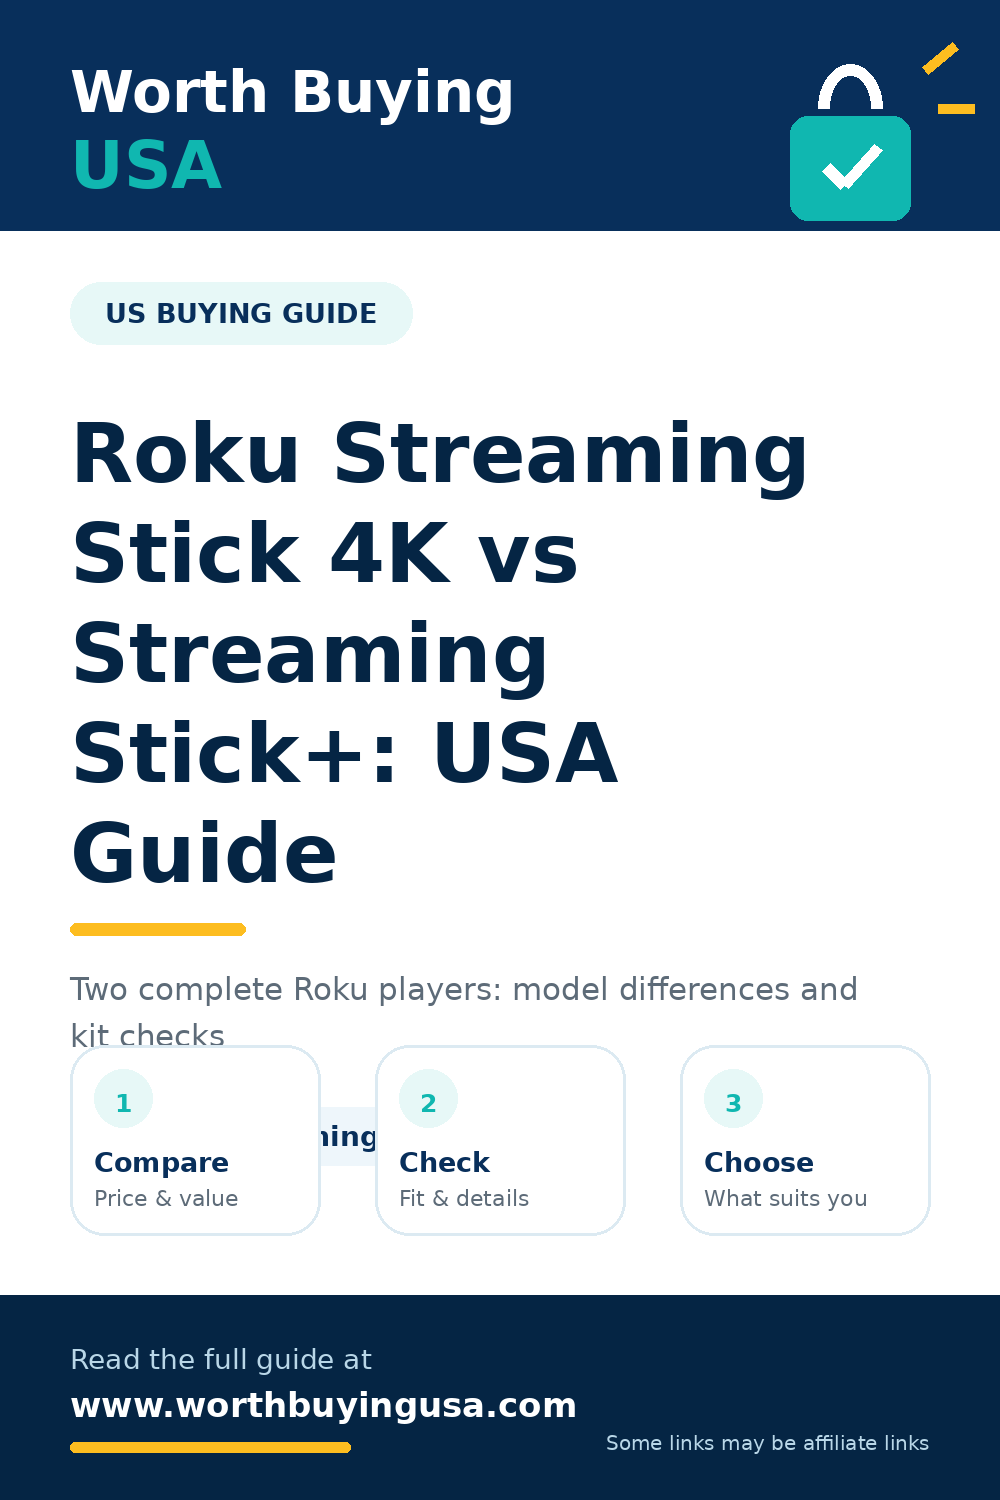 Worth Buying
USA
US BUYING GUIDE
Roku Streaming
Stick 4K vs
Streaming
Stick+: USA
Guide
Two complete Roku players: model differences and
kit checks
1
Compare
Price & value
2
Check
Fit & details
3
Choose
What suits you
Read the full guide at
www.worthbuyingusa.com
Some links may be affiliate links